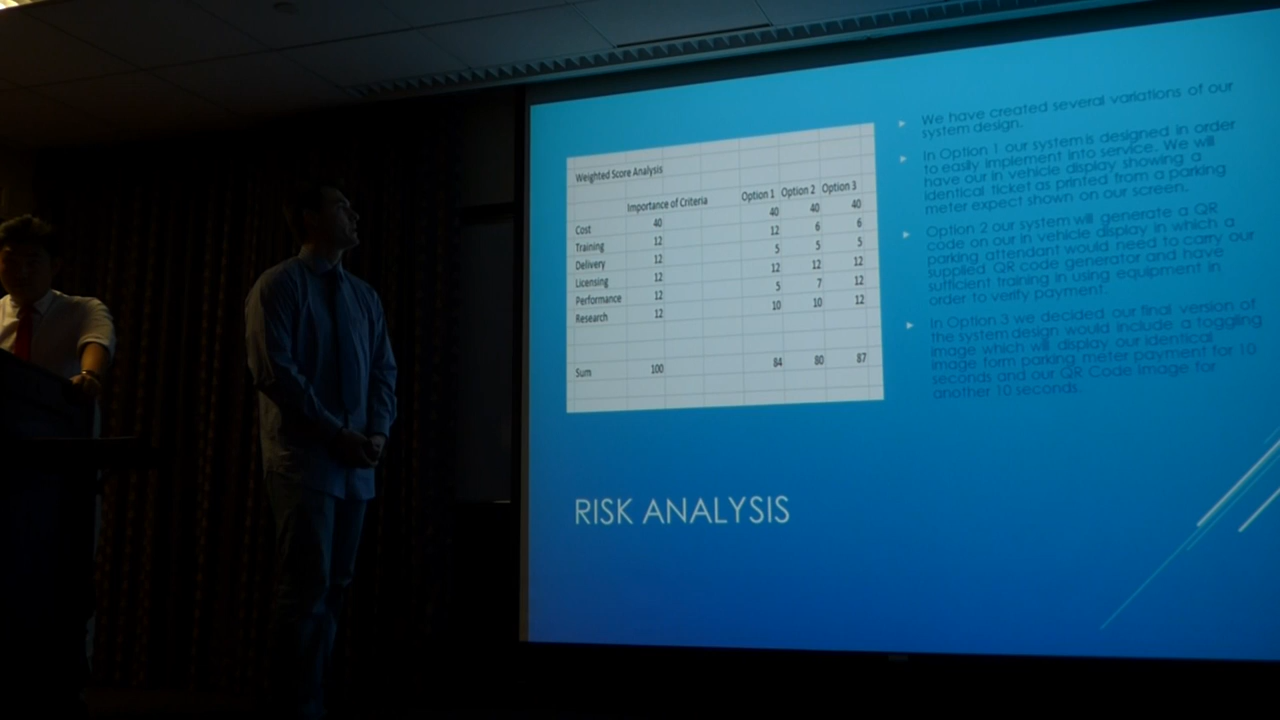 Weighted Score Analysis
Importance of Criteria Option 1 Option 2 Option 3
Cost 40 40 40 40
Training 12 12 6 6
Delivery 12 5 5 5
Licensing 12 12 12 12
Performance 12 5 7 12
Research 12 10 10 12
Sum 100 84 80 87
RISK ANALYSIS
We have created several variations of our
system design.
In Option 1 our system is designed in order
to easily implement into service. We will
have our in vehicle display showing a
identical ticket as printed from a parking
meter expect shown on our screen.
Option 2 our system will generate a QR
code on our in vehicle display in which a
parking attendant would need to carry our
supplied QR code generator and have
sufficient training in using equipment in
order to verify payment.
In Option 3 we decided our final version of
the system design would include a toggling
image which will display our identical
image form parking meter payment for 10
seconds and our QR Code image for
another 10 seconds.